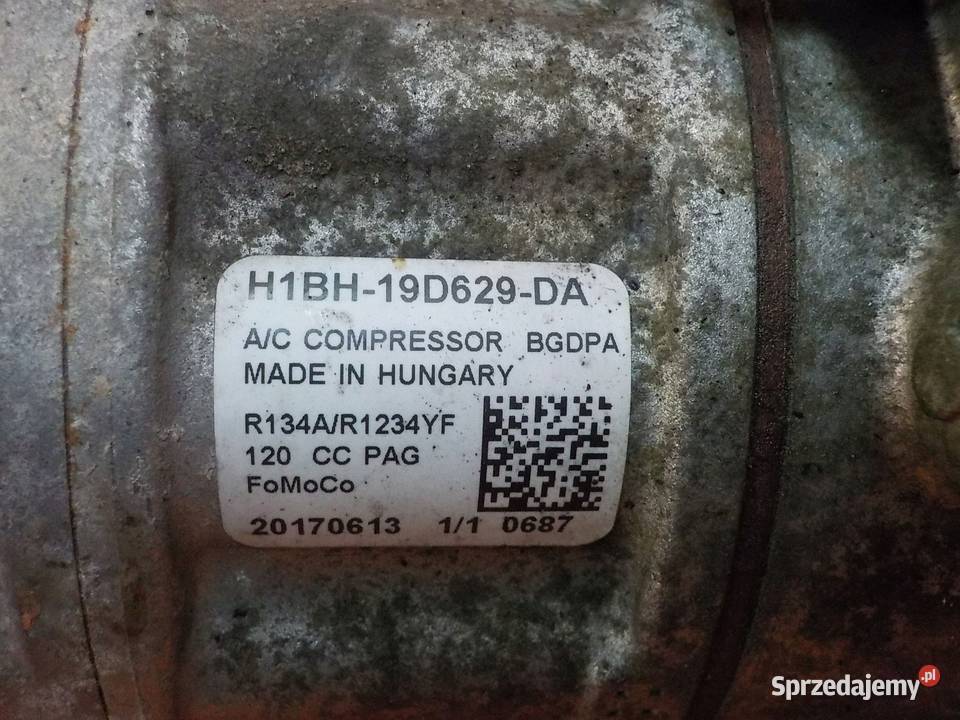 H1BH-19D629-DA
A/C COMPRESSOR BGDPA
MADE IN HUNGARY
R134A/R1234YF
120 CC PAG
FoMoCo
20170613 1/1 0687
Sprzedajemy.pl